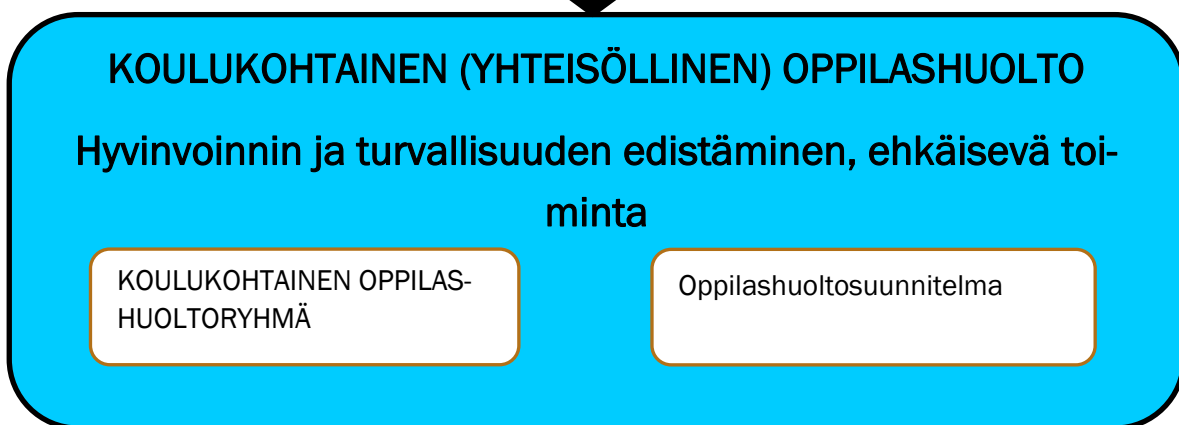 KOULUKOHTAINEN (YHTEISÖLLINEN) OPPILASHUOLTO
Hyvinvoinnin ja turvallisuuden edistäminen, ehkäisevä toi-
minta
KOULUKOHTAINEN OPPILAS-
HUOLTORYHMÄ
Oppilashuoltosuunnitelma